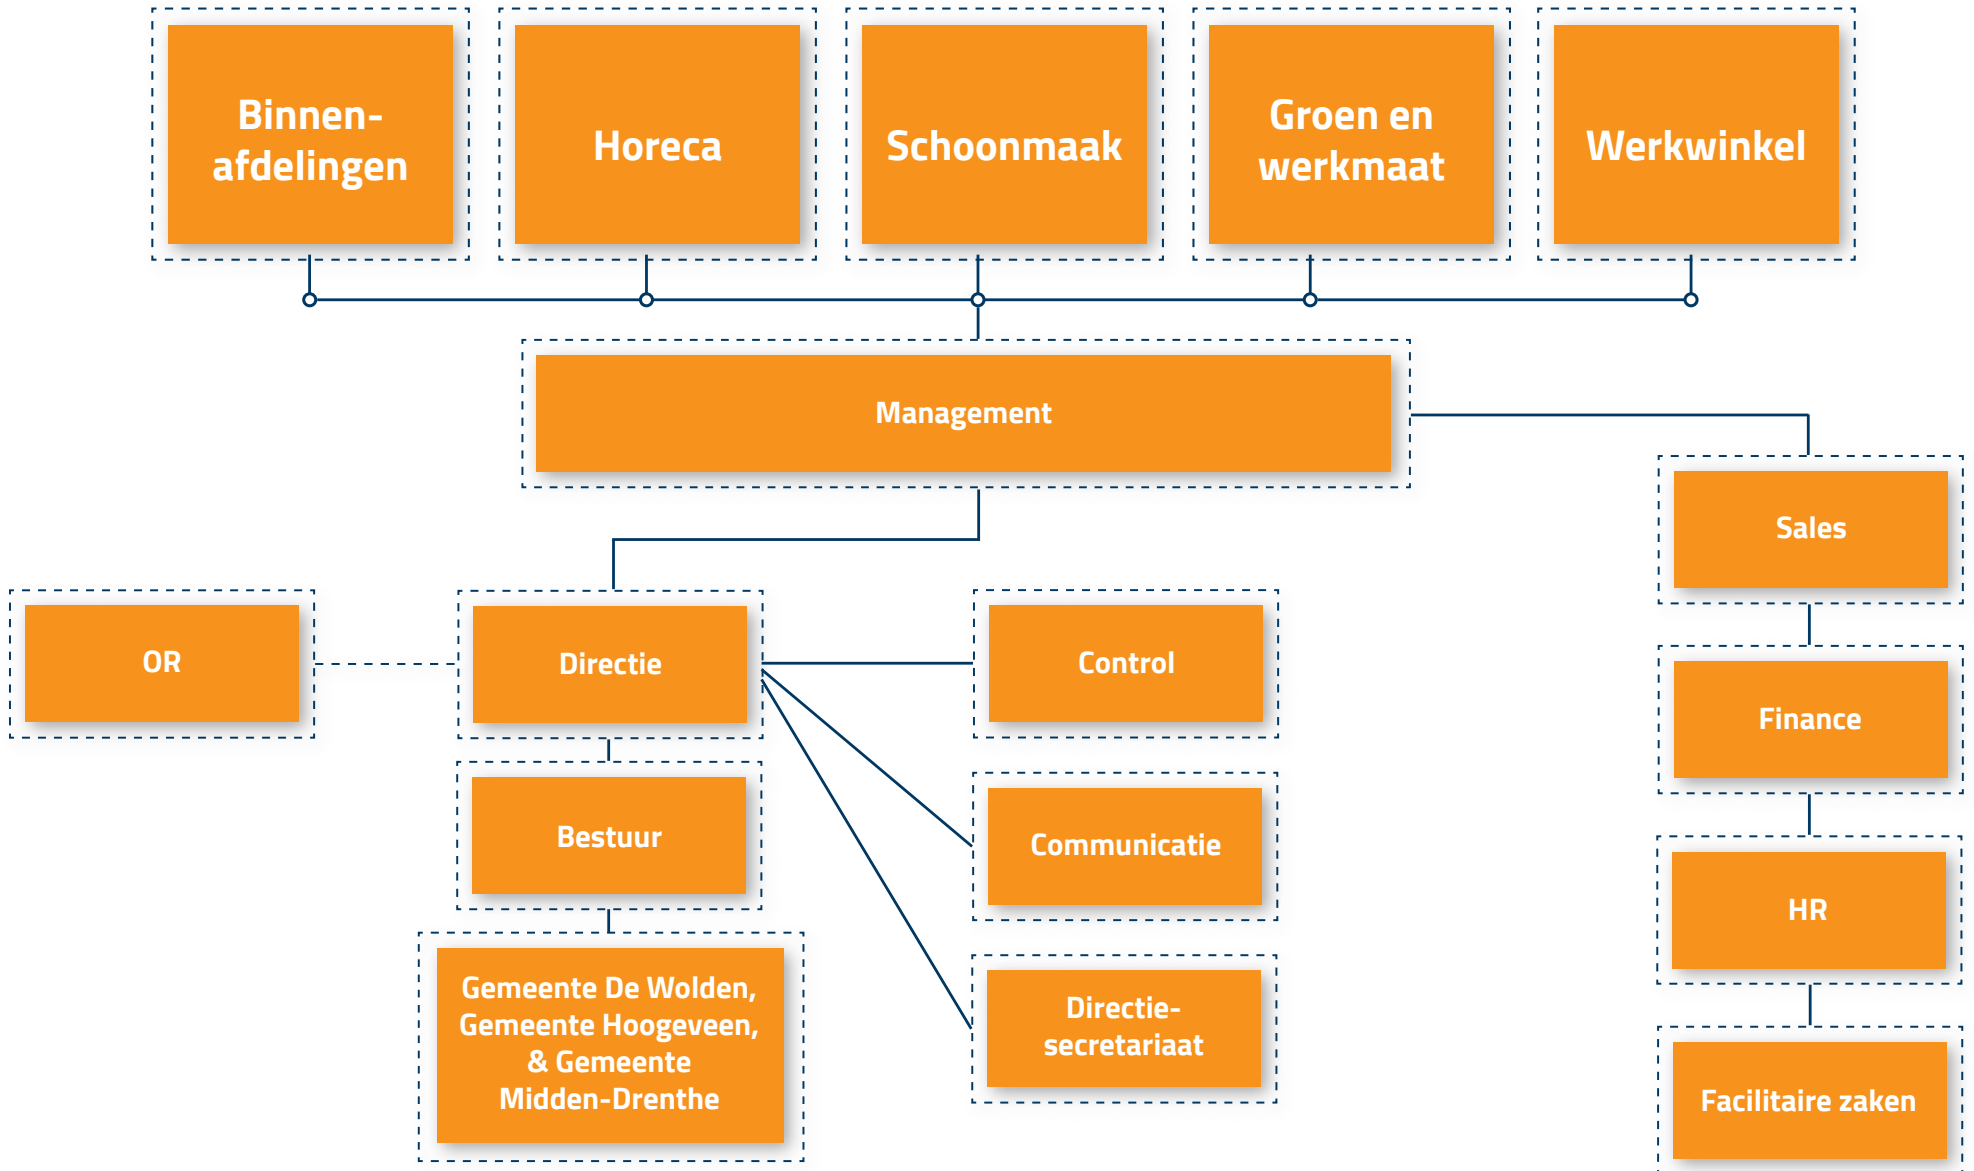 Binnen-
afdelingen
Horeca
Schoonmaak
Groen en
werkmaat
Werkwinkel
Management
Sales
OR
Directie
Control
Finance
Bestuur
Communicatie
HR
Gemeente De Wolden,
Gemeente Hoogeveen,
& Gemeente
Midden-Drenthe
Directie-
secretariaat
Facilitaire zaken